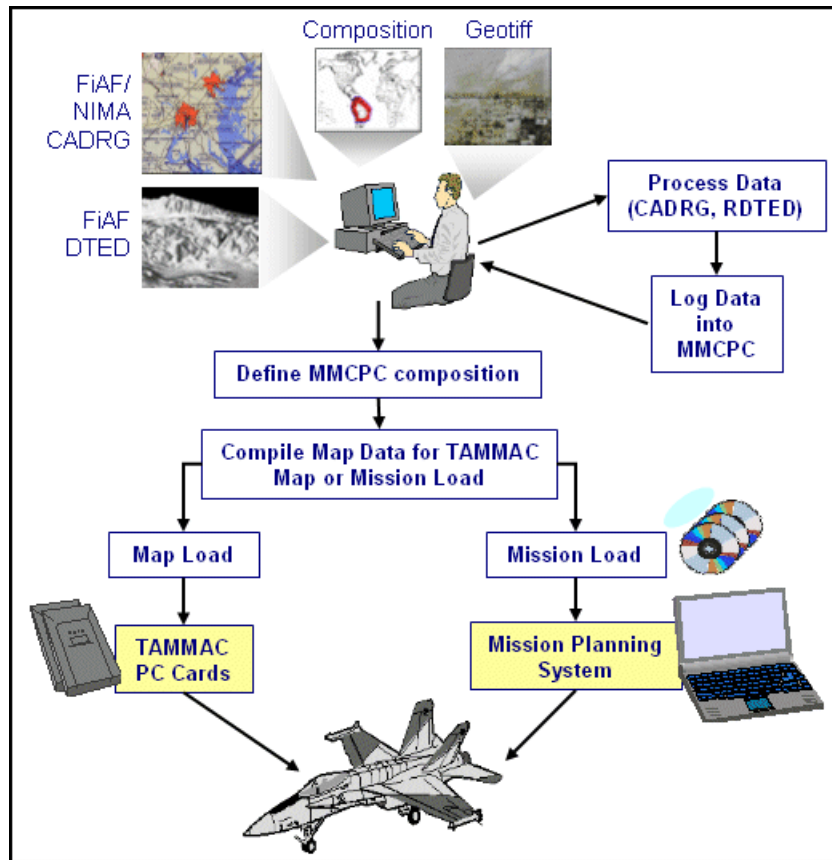 Composition
Geotiff
FiAF/
NIMA
CADRG
FiAF
DTED
Process Data
(CADRG, RDTED)
Log Data
into
MMCPC
Define MMCPC composition
Compile Map Data for TAMMAC
Map or Mission Load
Map Load
Mission Load
TAMMAC
PC Cards
Mission Planning
System